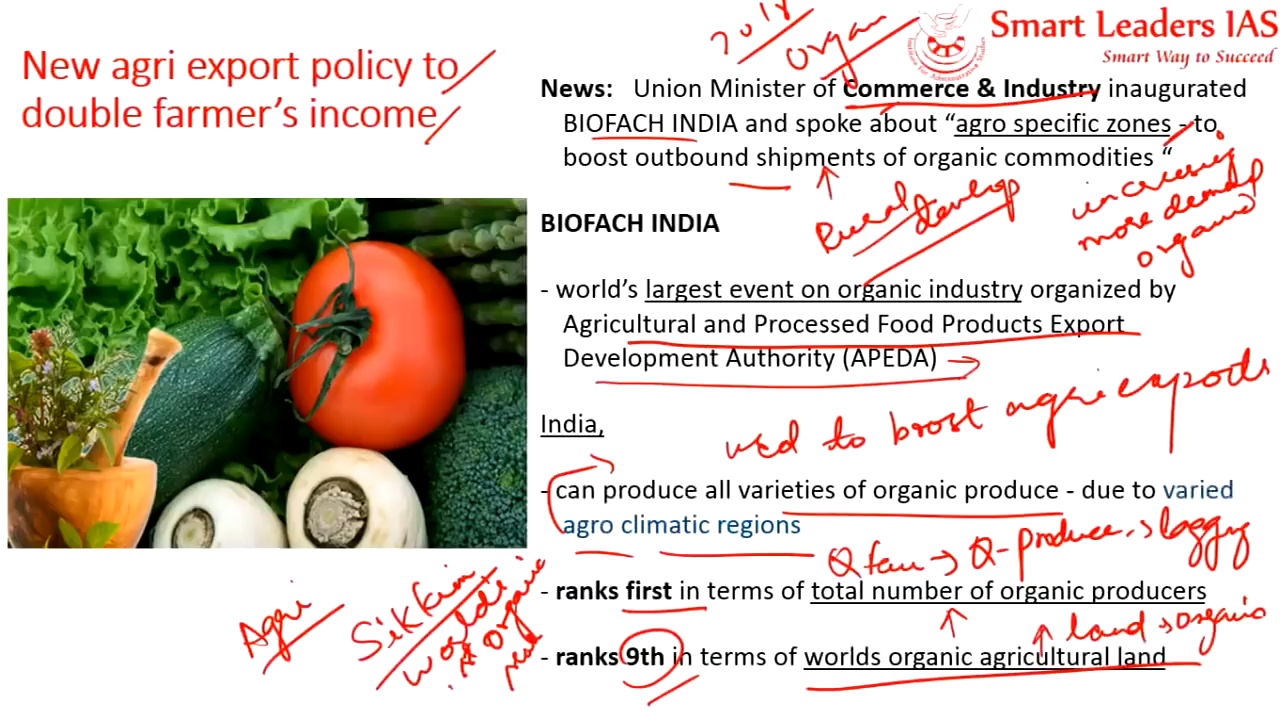 New agri export policy to
double farmer's income
2018
organ
Smart Leaders IAS
Smart Way to Succeed
News: Union Minister of Commerce & Industry inaugurated
BIOFACH INDIA and spoke about "agro specific zones - to
boost outbound shipments of organic commodities "
Rural
develop
increasing
more demand
organic
BIOFACH INDIA
- world's largest event on organic industry organized by
Agricultural and Processed Food Products Export
Development Authority (APEDA)
used to boost agri exports
India,
- can produce all varieties of organic produce - due to varied
agro climatic regions
Q → Q - produce → lagging
- ranks first in terms of total number of organic producers
land → organic
- ranks 9th in terms of worlds organic agricultural land
Agri
Sikkim
world's
organic